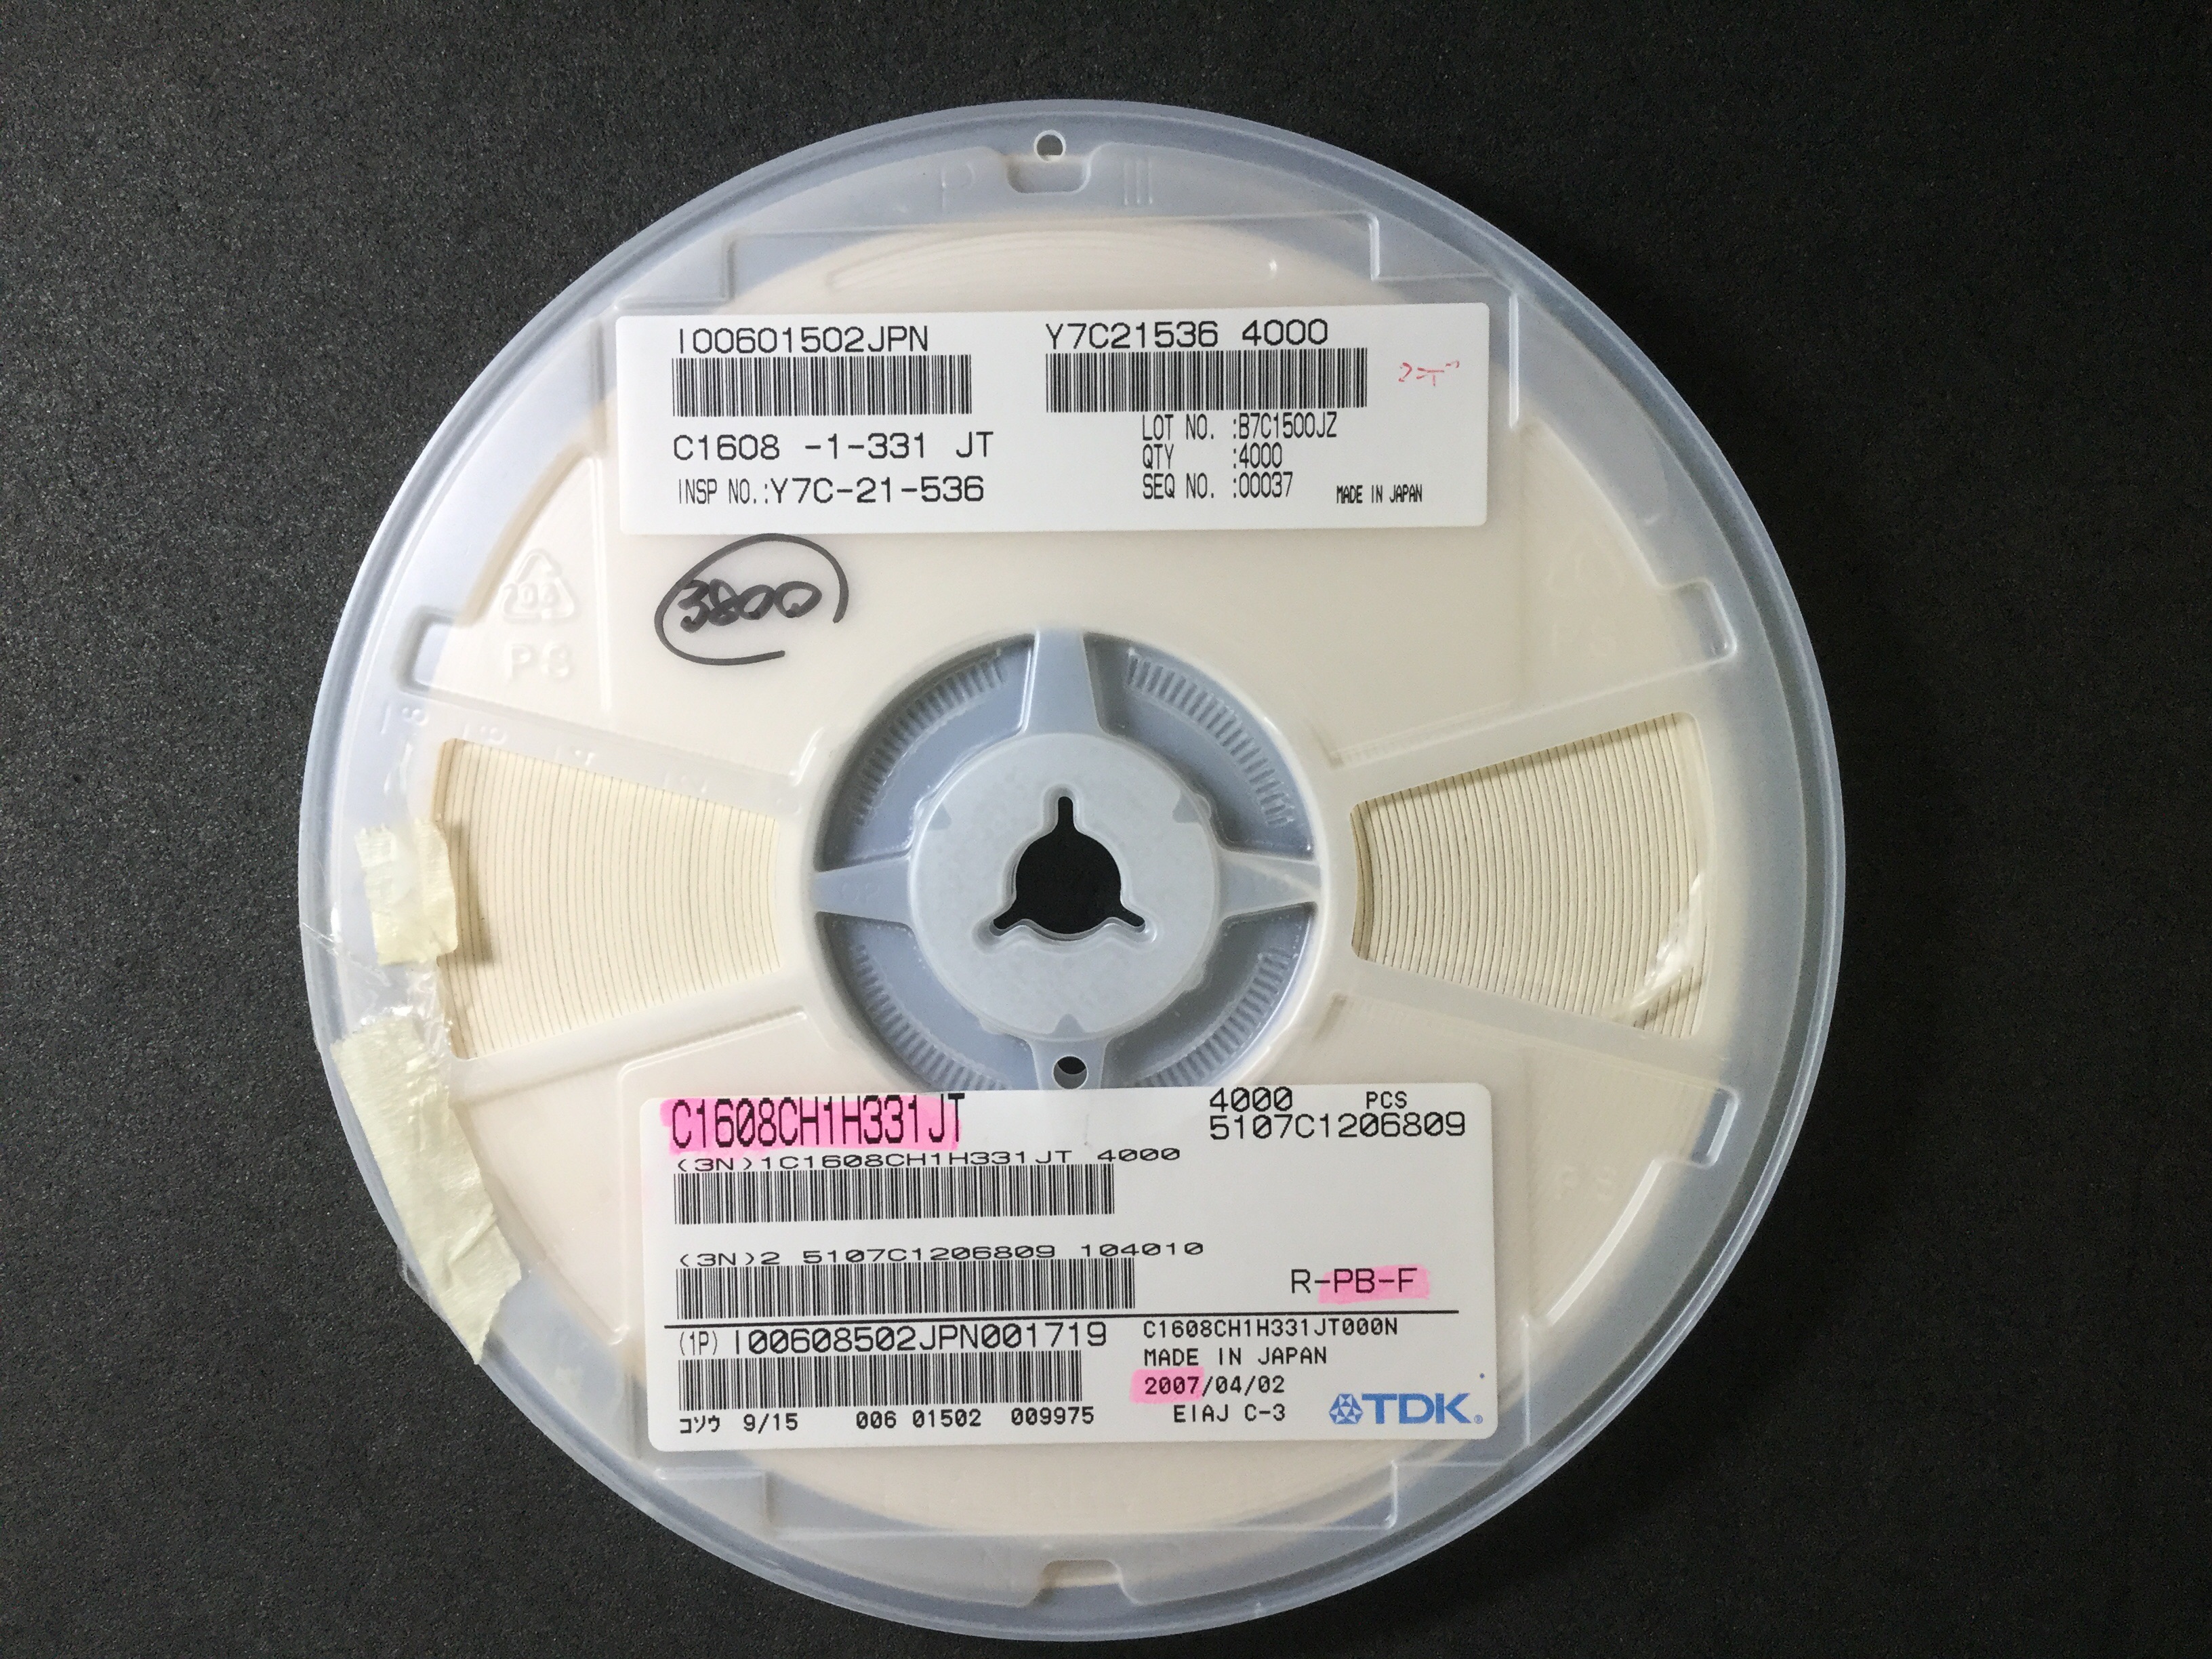 I00601502JPN
Y7C21536 4000
C1608 -1-331 JT
INSP NO.:Y7C-21-536
LOT NO. :B7C1500JZ
QTY :4000
SEQ NO. :00037
MADE IN JAPAN
3800
PS
C1608CH1H331JT
4000 PCS
5107C1206809
(3N)1C1608CH1H331JT 4000
(3N)2 5107C1206809 104010
R-PB-F
(1P) I00608502JPN001719
C1608CH1H331JT000N
MADE IN JAPAN
2007/04/02
EIAJ C-3
TDK
コソウ 9/15 006 01502 009975